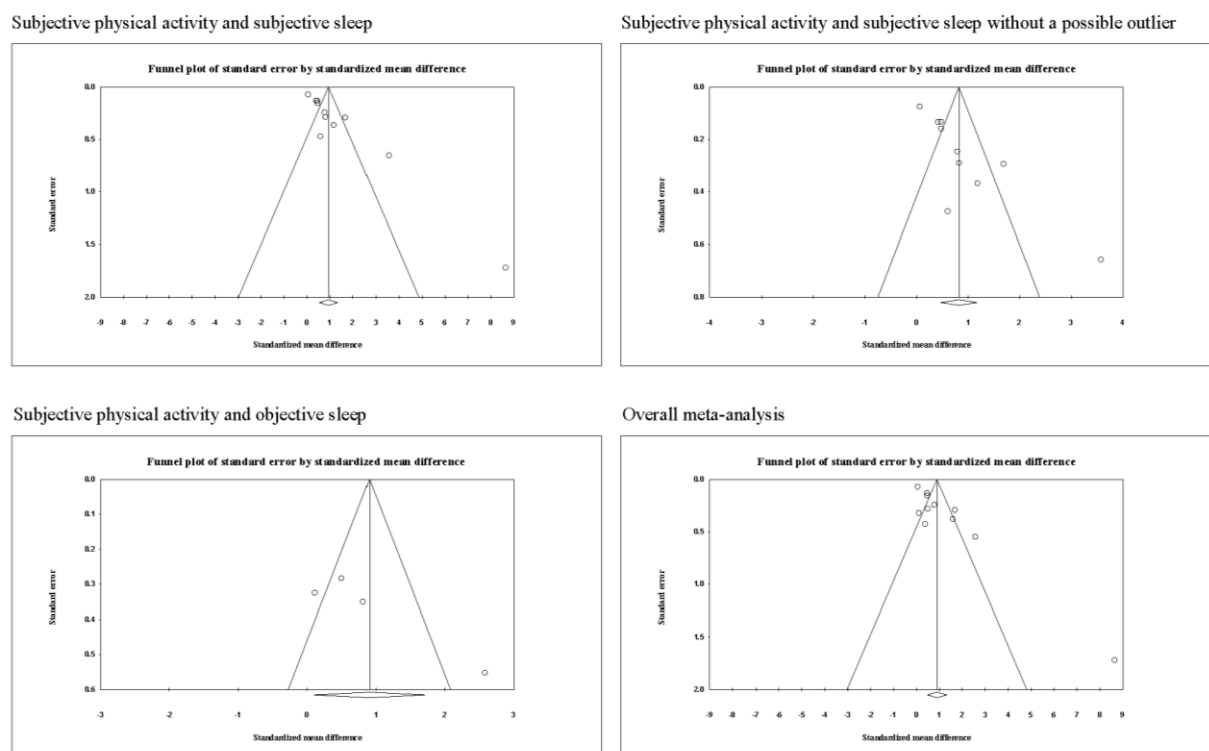 Subjective physical activity and subjective sleep
Funnel plot of standard error by standardized mean difference
Standard error
0.0
0.5
1.0
1.5
2.0
-9 -8 -7 -6 -5 -4 -3 -2 -1 0 1 2 3 4 5 6 7 8 9
Standardized mean difference
Subjective physical activity and subjective sleep without a possible outlier
Funnel plot of standard error by standardized mean difference
Standard error
0.0
0.2
0.4
0.6
0.8
-4 -3 -2 -1 0 1 2 3 4
Standardized mean difference
Subjective physical activity and objective sleep
Funnel plot of standard error by standardized mean difference
Standard error
0.0
0.1
0.2
0.3
0.4
0.5
0.6
-3 -2 -1 0 1 2 3
Standardized mean difference
Overall meta-analysis
Funnel plot of standard error by standardized mean difference
Standard error
0.0
0.5
1.0
1.5
2.0
-9 -8 -7 -6 -5 -4 -3 -2 -1 0 1 2 3 4 5 6 7 8 9
Standardized mean difference